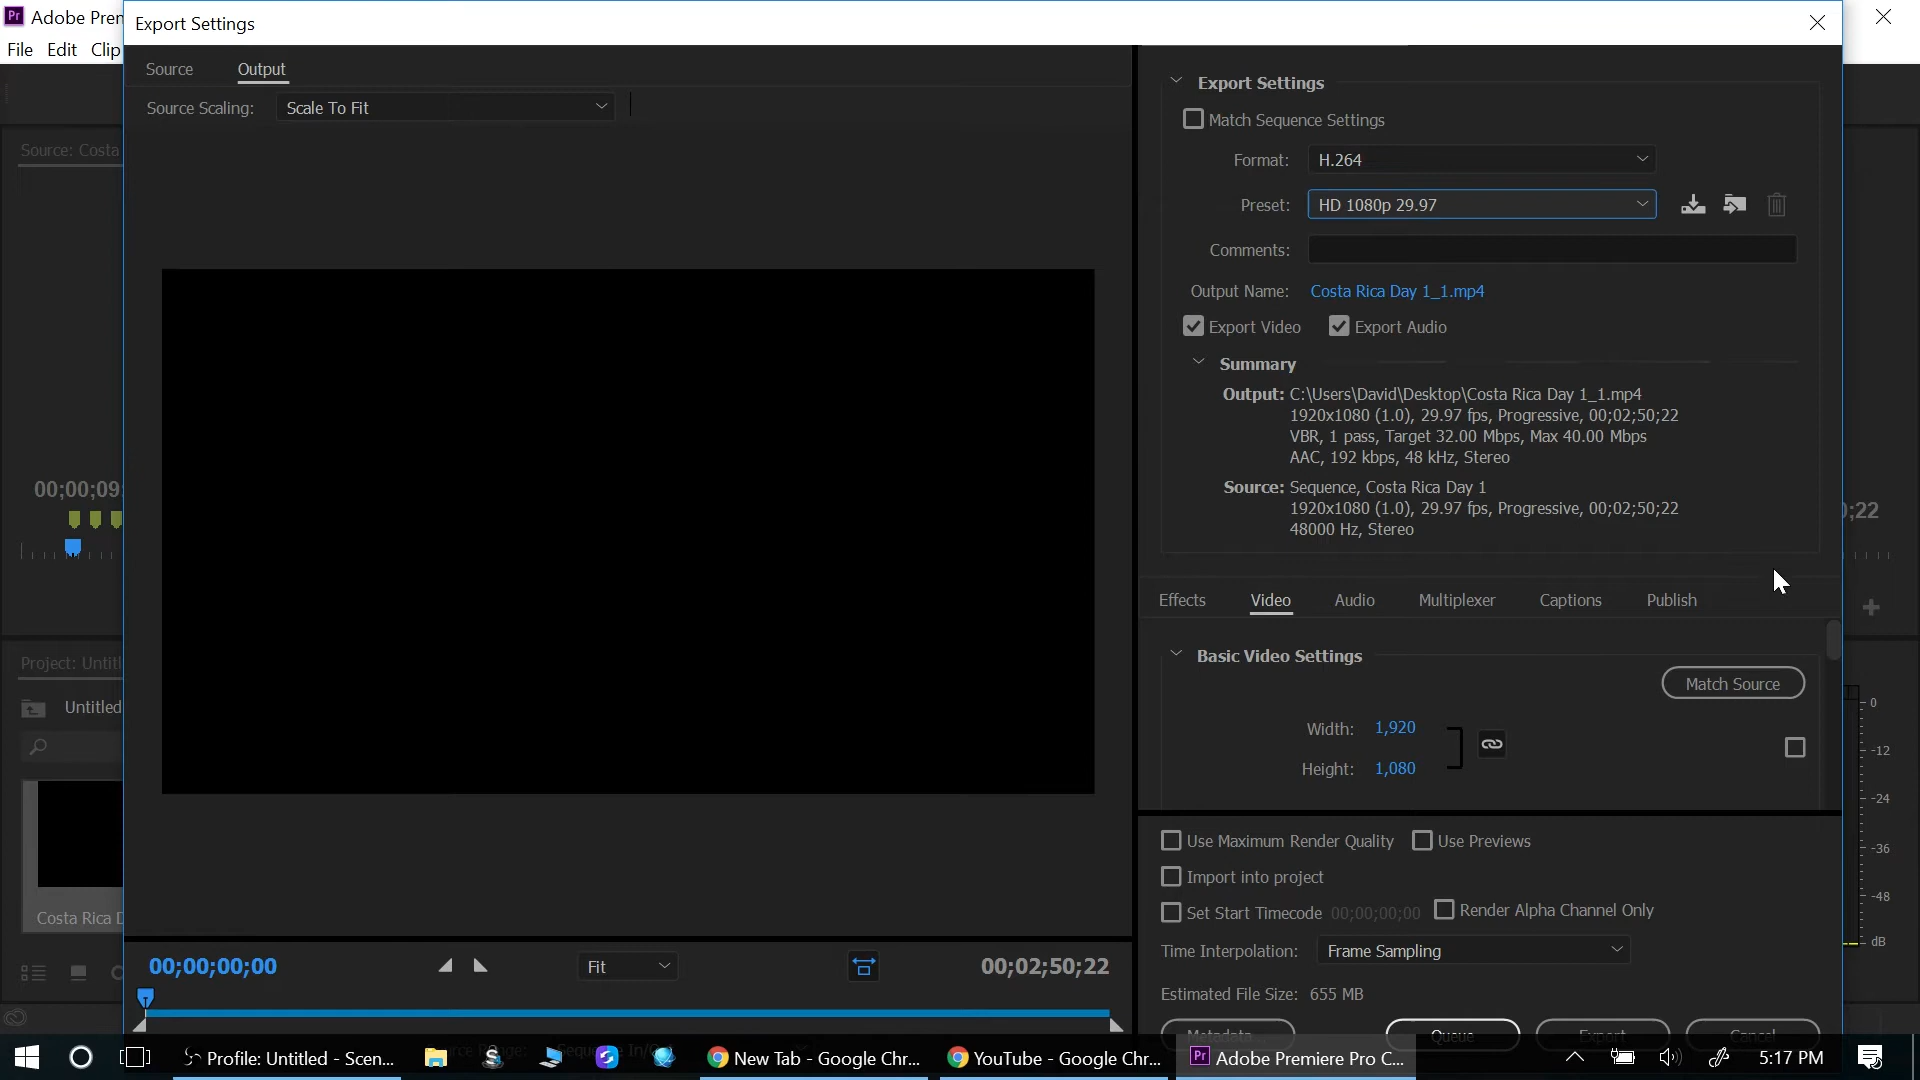 Adobe Pren
Export Settings
File Edit Clip
Source Output
Source Scaling: Scale To Fit
Export Settings
Match Sequence Settings
Format: H.264
Preset: HD 1080p 29.97
Comments:
Output Name: Costa Rica Day 1_1.mp4
Export Video Export Audio
Summary
Output: C:\Users\David\Desktop\Costa Rica Day 1_1.mp4
1920x1080 (1.0), 29.97 fps, Progressive, 00;02;50;22
VBR, 1 pass, Target 32.00 Mbps, Max 40.00 Mbps
AAC, 192 kbps, 48 kHz, Stereo
Source: Sequence, Costa Rica Day 1
1920x1080 (1.0), 29.97 fps, Progressive, 00;02;50;22
48000 Hz, Stereo
Source: Costa
00;00;09;
;22
Effects Video Audio Multiplexer Captions Publish
Basic Video Settings
Match Source
Width: 1,920
Height: 1,080
Project: Untitl
Untitled
Costa Rica D
0
-12
-24
-36
-48
dB
Use Maximum Render Quality Use Previews
Import into project
Set Start Timecode 00;00;00;00 Render Alpha Channel Only
Time Interpolation: Frame Sampling
Estimated File Size: 655 MB
Metadata... Queue Export Cancel
00;00;00;00 Fit 00;02;50;22
Profile: Untitled - Scen... New Tab - Google Chr... YouTube - Google Chr... Adobe Premiere Pro C... 5:17 PM